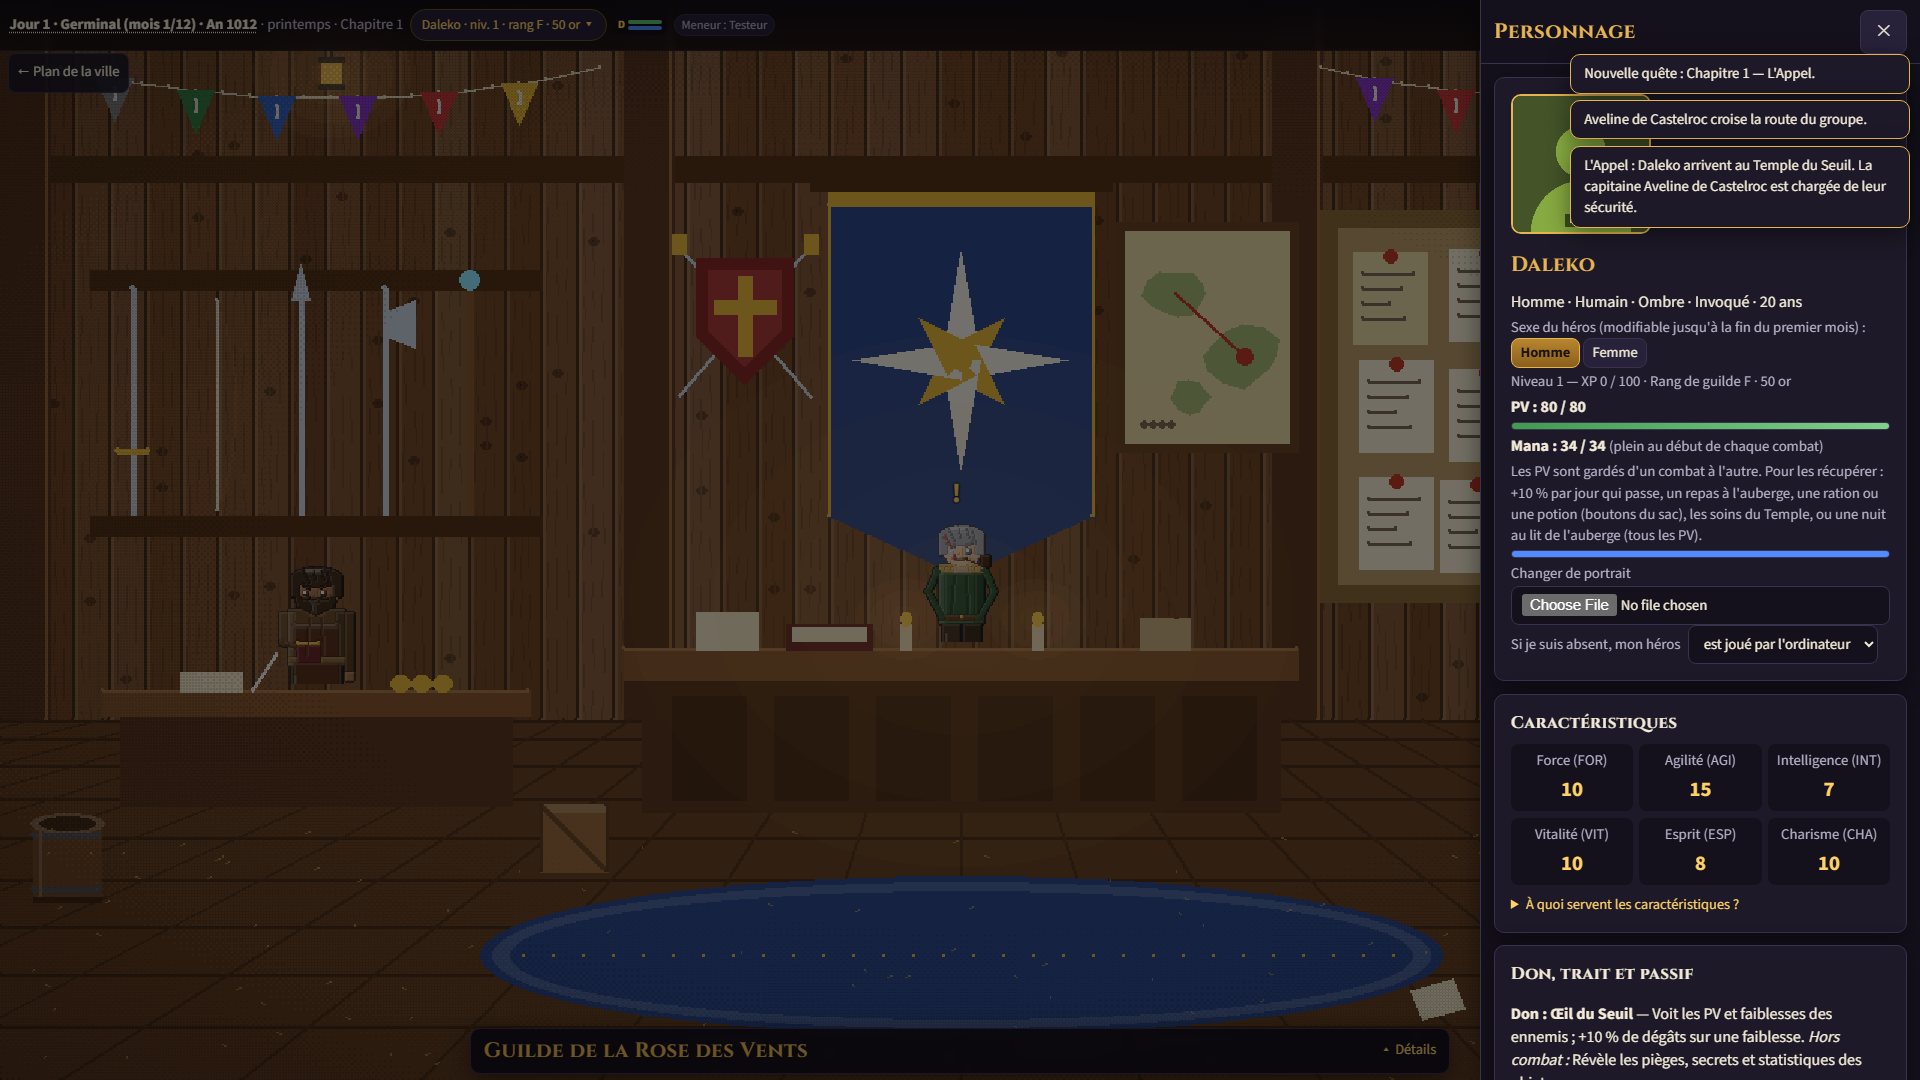 Jour 1 · Germinal (mois 1/12) · An 1012 · printemps · Chapitre 1
Daleko · niv. 1 · rang F · 50 or ▾
D
Meneur : Testeur
← Plan de la ville
!
Guilde de la Rose des Vents
▴ Détails
Personnage
✕
Nouvelle quête : Chapitre 1 — L'Appel.
Aveline de Castelroc croise la route du groupe.
L'Appel : Daleko arrivent au Temple du Seuil. La
capitaine Aveline de Castelroc est chargée de leur
sécurité.
Daleko
Homme · Humain · Ombre · Invoqué · 20 ans
Sexe du héros (modifiable jusqu'à la fin du premier mois) :
Homme
Femme
Niveau 1 — XP 0 / 100 · Rang de guilde F · 50 or
PV : 80 / 80
Mana : 34 / 34 (plein au début de chaque combat)
Les PV sont gardés d'un combat à l'autre. Pour les récupérer :
+10 % par jour qui passe, un repas à l'auberge, une ration ou
une potion (boutons du sac), les soins du Temple, ou une nuit
au lit de l'auberge (tous les PV).
Changer de portrait
Choose File No file chosen
Si je suis absent, mon héros est joué par l'ordinateur
Caractéristiques
Force (FOR)
10
Agilité (AGI)
15
Intelligence (INT)
7
Vitalité (VIT)
10
Esprit (ESP)
8
Charisme (CHA)
10
▶ À quoi servent les caractéristiques ?
Don, trait et passif
Don : Œil du Seuil — Voit les PV et faiblesses des
ennemis ; +10 % de dégâts sur une faiblesse. Hors
combat : Révèle les pièges, secrets et statistiques des